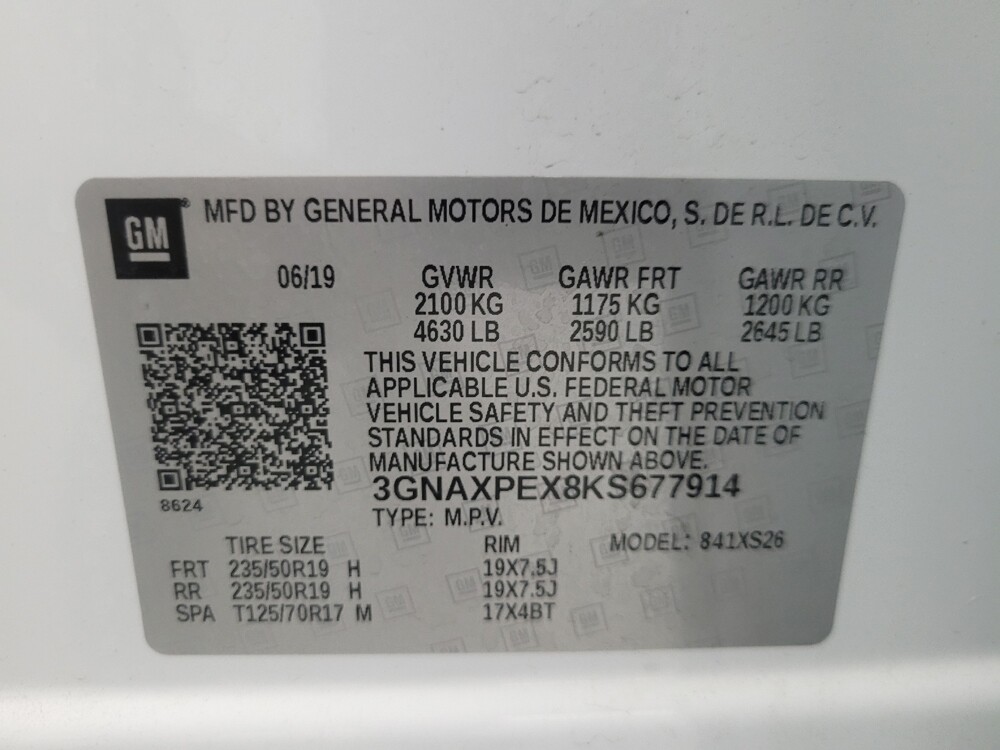 GM® MFD BY GENERAL MOTORS DE MEXICO, S. DE R.L. DE C.V.
06/19 GVWR GAWR FRT GAWR RR
2100 KG 1175 KG 1200 KG
4630 LB 2590 LB 2645 LB
THIS VEHICLE CONFORMS TO ALL
APPLICABLE U.S. FEDERAL MOTOR
VEHICLE SAFETY AND THEFT PREVENTION
STANDARDS IN EFFECT ON THE DATE OF
MANUFACTURE SHOWN ABOVE.
3GNAXPEX8KS677914
8624
TYPE: M.P.V.
TIRE SIZE RIM MODEL: 841XS26
FRT 235/50R19 H 19X7.5J
RR 235/50R19 H 19X7.5J
SPA T125/70R17 M 17X4BT